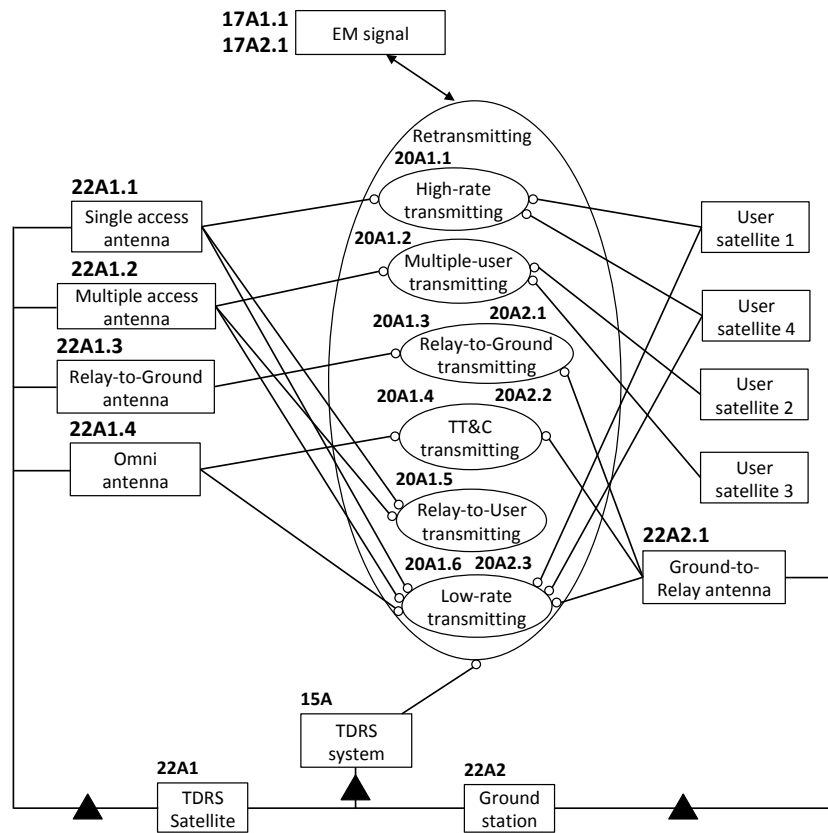 17A1.1
17A2.1
EM signal
Retransmitting
20A1.1
High-rate
transmitting
22A1.1
Single access
antenna
User
satellite 1
20A1.2
Multiple-user
transmitting
22A1.2
Multiple access
antenna
User
satellite 4
20A1.3
20A2.1
Relay-to-Ground
transmitting
22A1.3
Relay-to-Ground
antenna
User
satellite 2
20A1.4
20A2.2
TT&C
transmitting
22A1.4
Omni
antenna
User
satellite 3
20A1.5
Relay-to-User
transmitting
22A2.1
Ground-to-
Relay antenna
20A1.6
20A2.3
Low-rate
transmitting
15A
TDRS
system
22A1
TDRS
Satellite
22A2
Ground
station